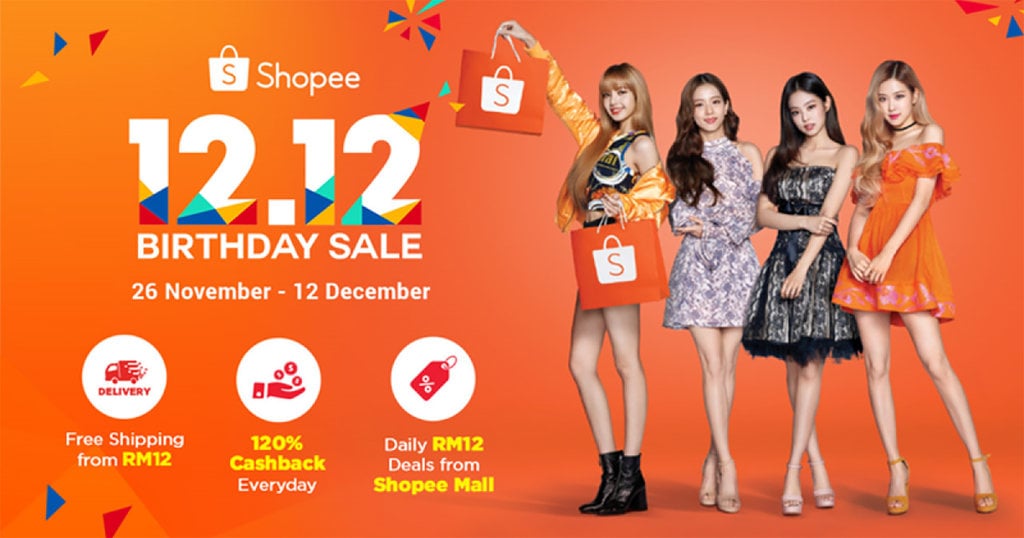 S Shopee
12.12
BIRTHDAY SALE
26 November - 12 December
S
S
DELIVERY
Free Shipping
from RM12
120%
Cashback
Everyday
%
Daily RM12
Deals from
Shopee Mall